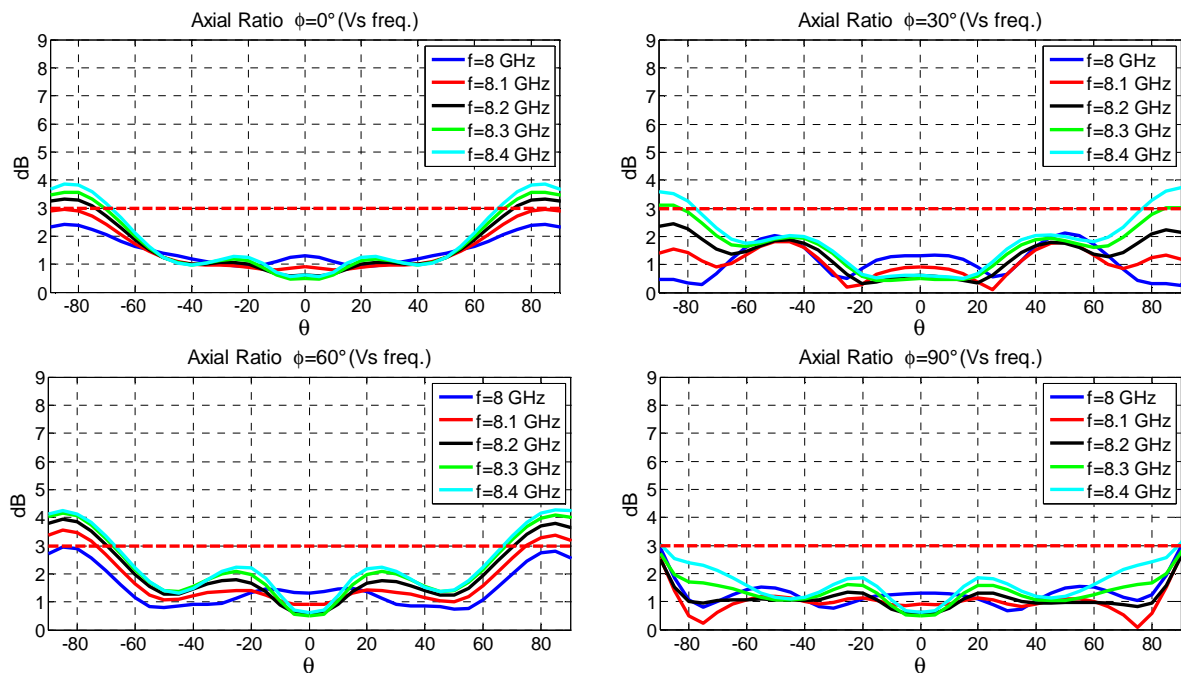 Axial Ratio ϕ=0° (Vs freq.)
9
8
7
6
5
4
3
2
1
0
dB
-80 -60 -40 -20 0 20 40 60 80
θ
f=8 GHz
f=8.1 GHz
f=8.2 GHz
f=8.3 GHz
f=8.4 GHz
Axial Ratio ϕ=30° (Vs freq.)
9
8
7
6
5
4
3
2
1
0
dB
-80 -60 -40 -20 0 20 40 60 80
θ
f=8 GHz
f=8.1 GHz
f=8.2 GHz
f=8.3 GHz
f=8.4 GHz
Axial Ratio ϕ=60° (Vs freq.)
9
8
7
6
5
4
3
2
1
0
dB
-80 -60 -40 -20 0 20 40 60 80
θ
f=8 GHz
f=8.1 GHz
f=8.2 GHz
f=8.3 GHz
f=8.4 GHz
Axial Ratio ϕ=90° (Vs freq.)
9
8
7
6
5
4
3
2
1
0
dB
-80 -60 -40 -20 0 20 40 60 80
θ
f=8 GHz
f=8.1 GHz
f=8.2 GHz
f=8.3 GHz
f=8.4 GHz